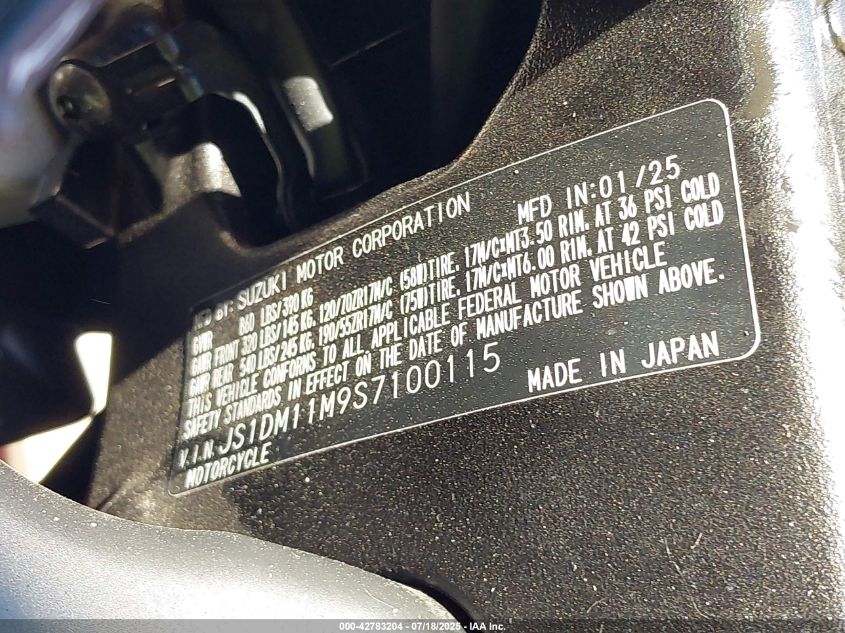 MFD BY: SUZUKI MOTOR CORPORATION MFD IN:01/25
GVWR 860 LBS/390 KG
GAWR FRONT 320 LBS/145 KG, 120/70ZR17M/C (58W)TIRE, 17M/C×MT3.50 RIM, AT 36 PSI COLD
GAWR REAR 540 LBS/245 KG, 190/55ZR17M/C (75W)TIRE, 17M/C×MT6.00 RIM, AT 42 PSI COLD
THIS VEHICLE CONFORMS TO ALL APPLICABLE FEDERAL MOTOR VEHICLE
SAFETY STANDARDS IN EFFECT ON THE DATE OF MANUFACTURE SHOWN ABOVE.
V.I.N. JS1DM11M9S7100115 MADE IN JAPAN
MOTORCYCLE
000-42783204 - 07/18/2025 - IAA Inc.